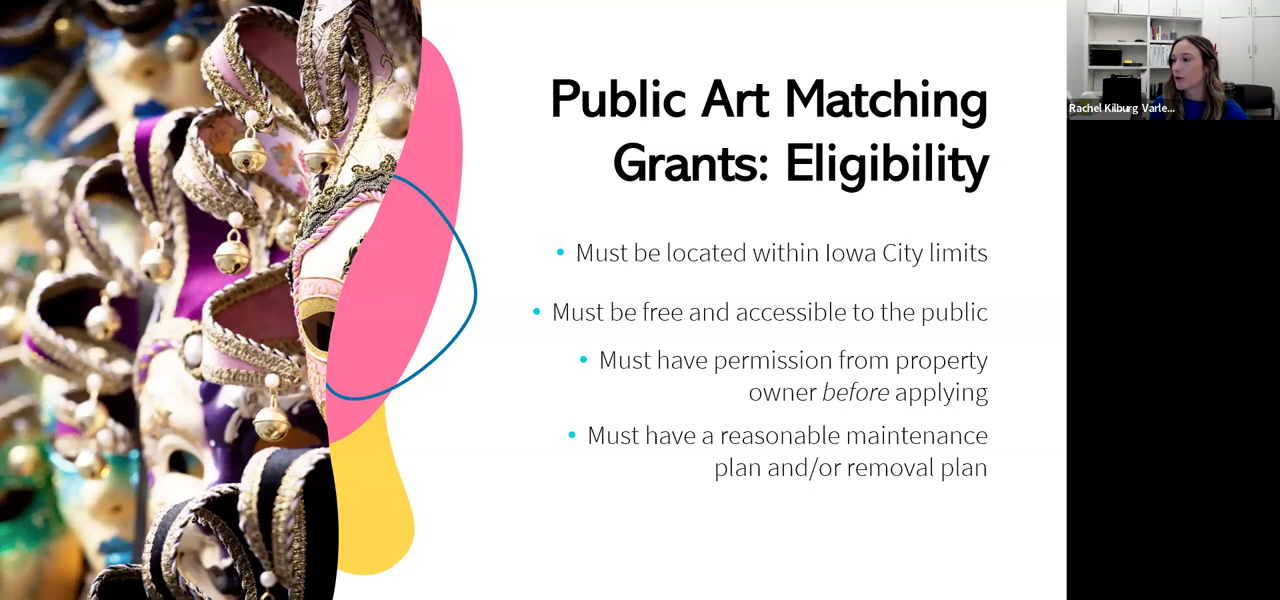 Public Art Matching
Grants: Eligibility
• Must be located within Iowa City limits
• Must be free and accessible to the public
• Must have permission from property
owner before applying
• Must have a reasonable maintenance
plan and/or removal plan
Rachel Kilburg Varle...